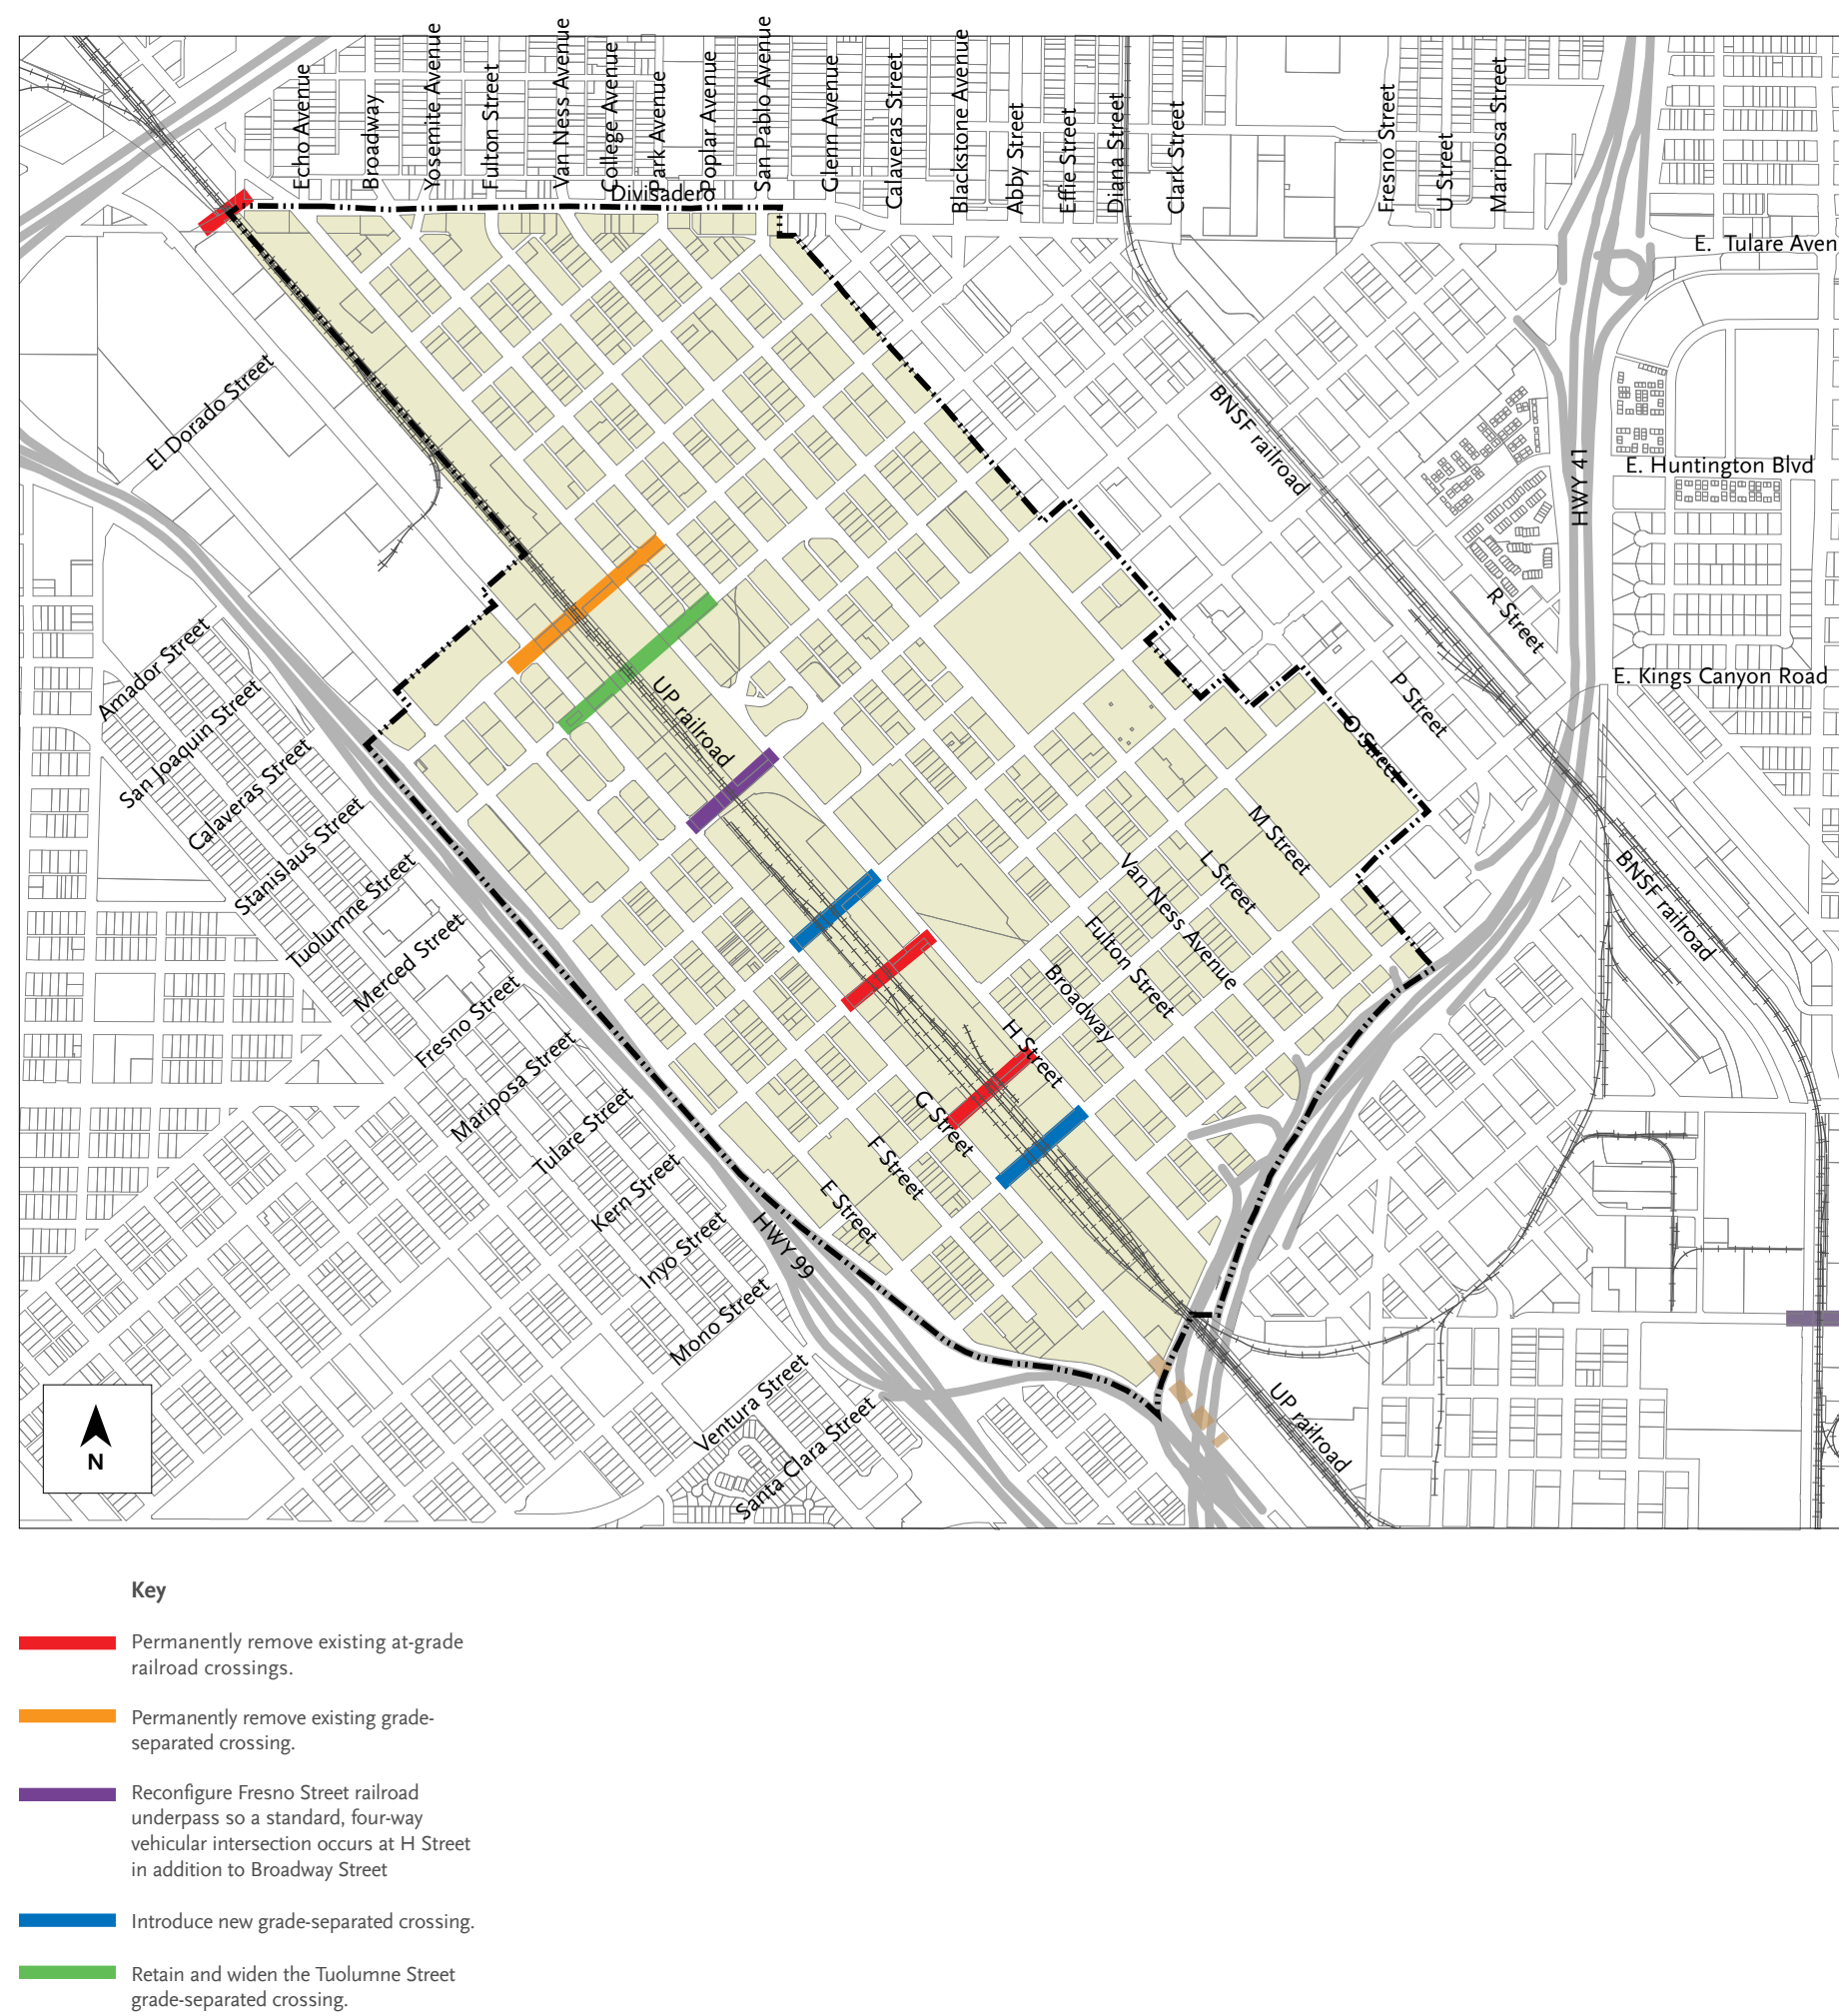 Echo Avenue
Broadway
Yosemite Avenue
Fulton Street
Van Ness Avenue
College Avenue
Park Avenue
Poplar Avenue
San Pablo Avenue
Glenn Avenue
Calaveras Street
Blackstone Avenue
Abby Street
Effie Street
Diana Street
Clark Street
Fresno Street
U Street
Mariposa Street
Divisadero
E. Tulare Aven
El Dorado Street
BNSF railroad
HWY 41
E. Huntington Blvd
R Street
E. Kings Canyon Road
Amador Street
San Joaquin Street
Calaveras Street
Stanislaus Street
Tuolumne Street
Merced Street
Fresno Street
Mariposa Street
Tulare Street
Kern Street
Inyo Street
Mono Street
Ventura Street
Santa Clara Street
UP railroad
P Street
O Street
M Street
L Street
Van Ness Avenue
Fulton Street
Broadway
H Street
G Street
F Street
E Street
HWY 99
BNSF railroad
UP railroad
N
Key
Permanently remove existing at-grade
railroad crossings.
Permanently remove existing grade-
separated crossing.
Reconfigure Fresno Street railroad
underpass so a standard, four-way
vehicular intersection occurs at H Street
in addition to Broadway Street
Introduce new grade-separated crossing.
Retain and widen the Tuolumne Street
grade-separated crossing.